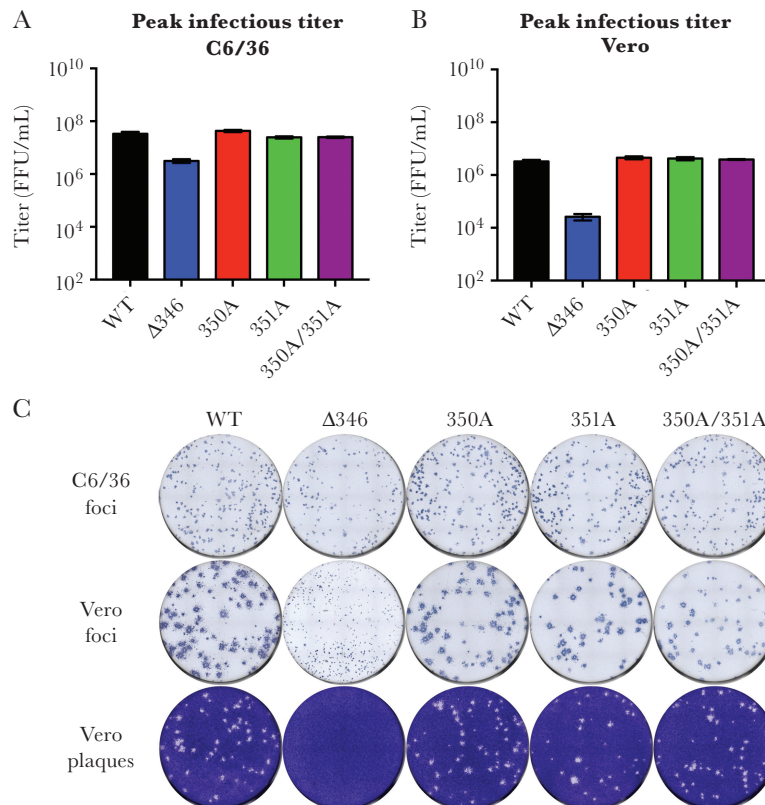 A
Peak infectious titer
C6/36
Titer (FFU/mL)
10^10
10^8
10^6
10^4
10^2
WT
Δ346
350A
351A
350A/351A
B
Peak infectious titer
Vero
Titer (FFU/mL)
10^10
10^8
10^6
10^4
10^2
WT
Δ346
350A
351A
350A/351A
C
WT Δ346 350A 351A 350A/351A
C6/36
foci
Vero
foci
Vero
plaques